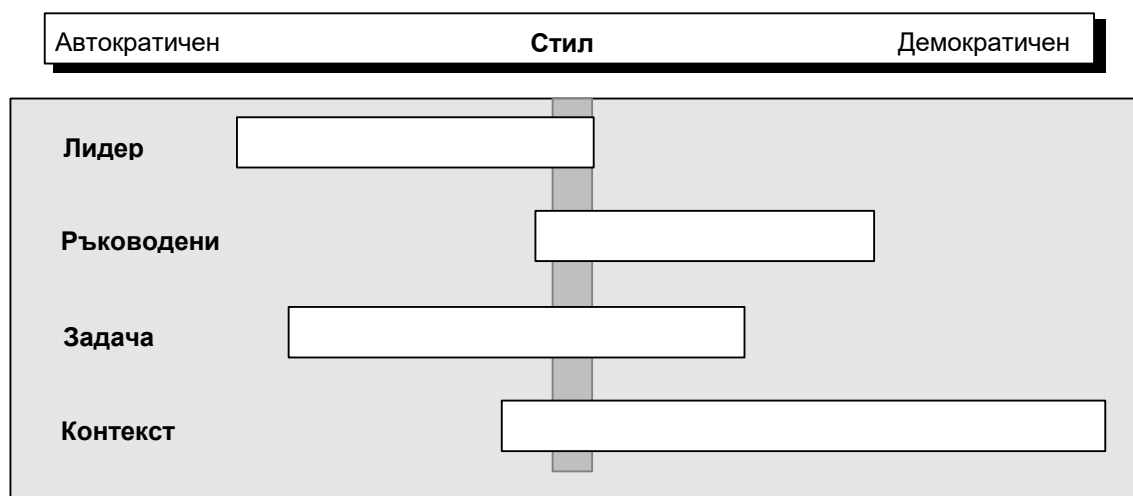 Автократичен Стил Демократичен
Лидер
Ръководени
Задача
Контекст